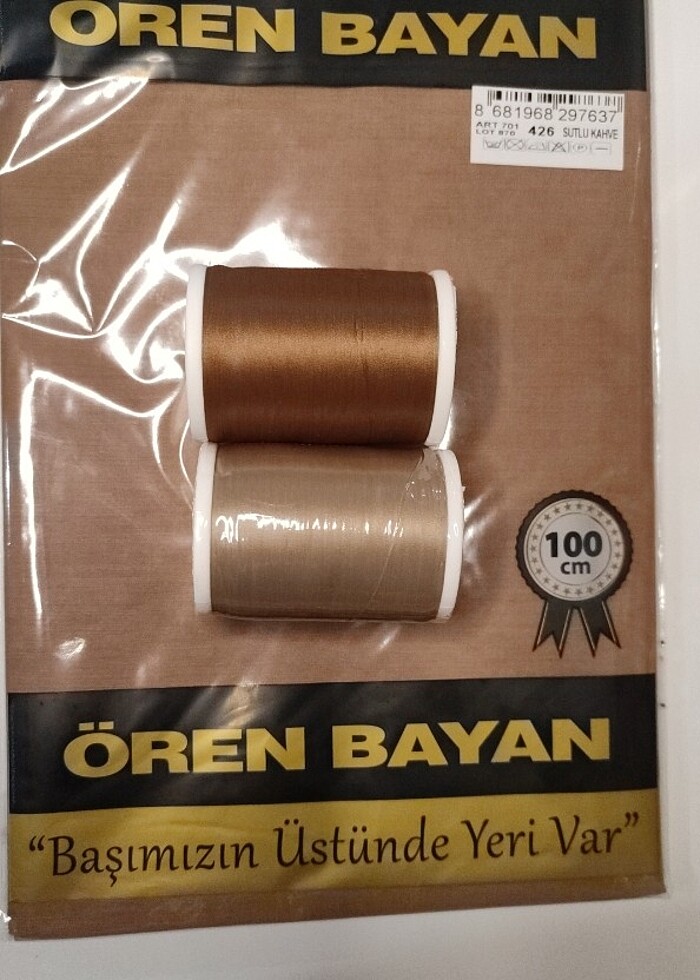 ÖREN BAYAN
8 681968 297637
ART 701
LOT 876
426 SUTLU KAHVE
100
cm
ÖREN BAYAN
“Başımızın Üstünde Yeri Var”